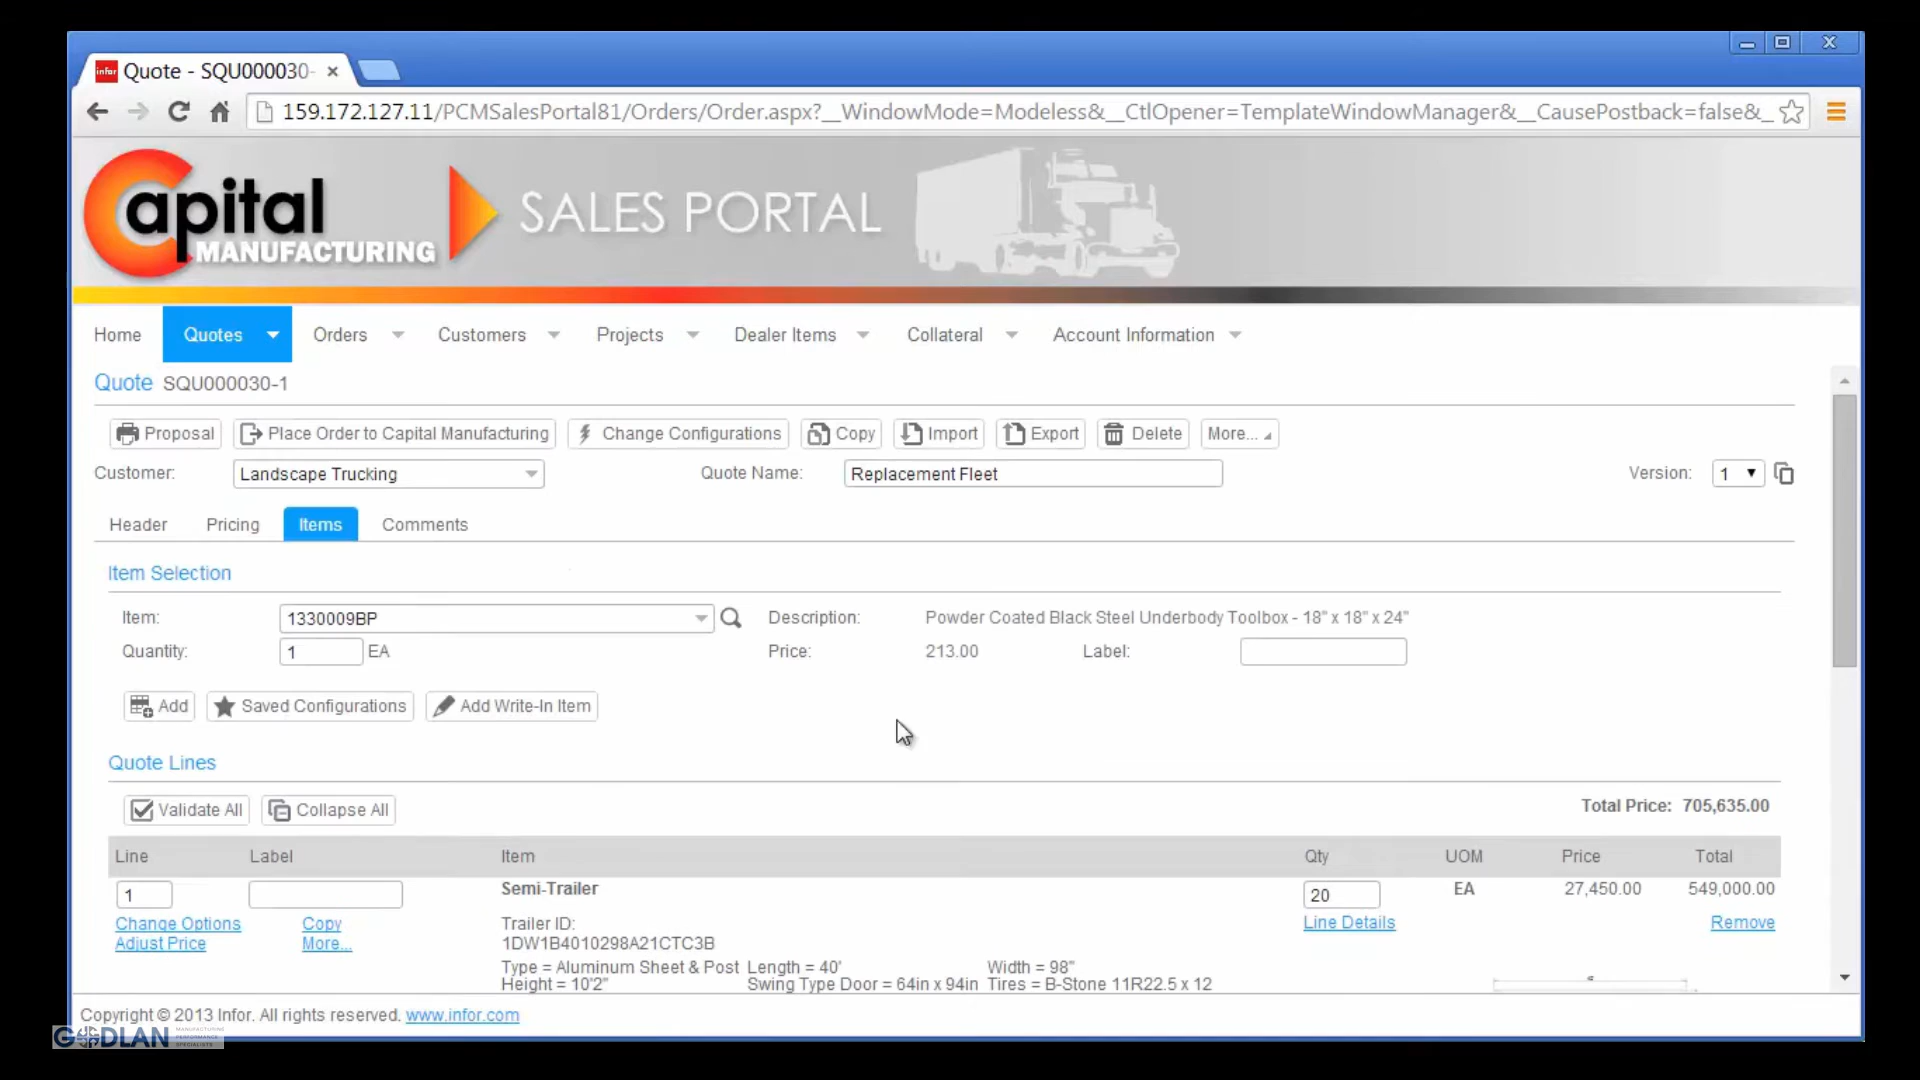 infor Quote - SQU000030-
159.172.127.11/PCMSalesPortal81/Orders/Order.aspx?__WindowMode=Modeless&__CtlOpener=TemplateWindowManager&__CausePostback=false&_
Capital
MANUFACTURING
SALES PORTAL
Home Quotes Orders Customers Projects Dealer Items Collateral Account Information
Quote SQU000030-1
Proposal Place Order to Capital Manufacturing Change Configurations Copy Import Export Delete More...
Customer: Landscape Trucking Quote Name: Replacement Fleet Version: 1
Header Pricing Items Comments
Item Selection
Item: 1330009BP Description: Powder Coated Black Steel Underbody Toolbox - 18" x 18" x 24"
Quantity: 1 EA Price: 213.00 Label:
Add Saved Configurations Add Write-In Item
Quote Lines
Validate All Collapse All Total Price: 705,635.00
Line Label Item Qty UOM Price Total
1 Semi-Trailer 20 EA 27,450.00 549,000.00
Change Options Copy Trailer ID: Line Details Remove
Adjust Price More... 1DW1B4010298A21CTC3B
Type = Aluminum Sheet & Post Length = 40' Width = 98"
Height = 10'2" Swing Type Door = 64in x 94in Tires = B-Stone 11R22.5 x 12
Copyright © 2013 Infor. All rights reserved. www.infor.com
GODLAN MANUFACTURING
PERFORMANCE
SPECIALISTS